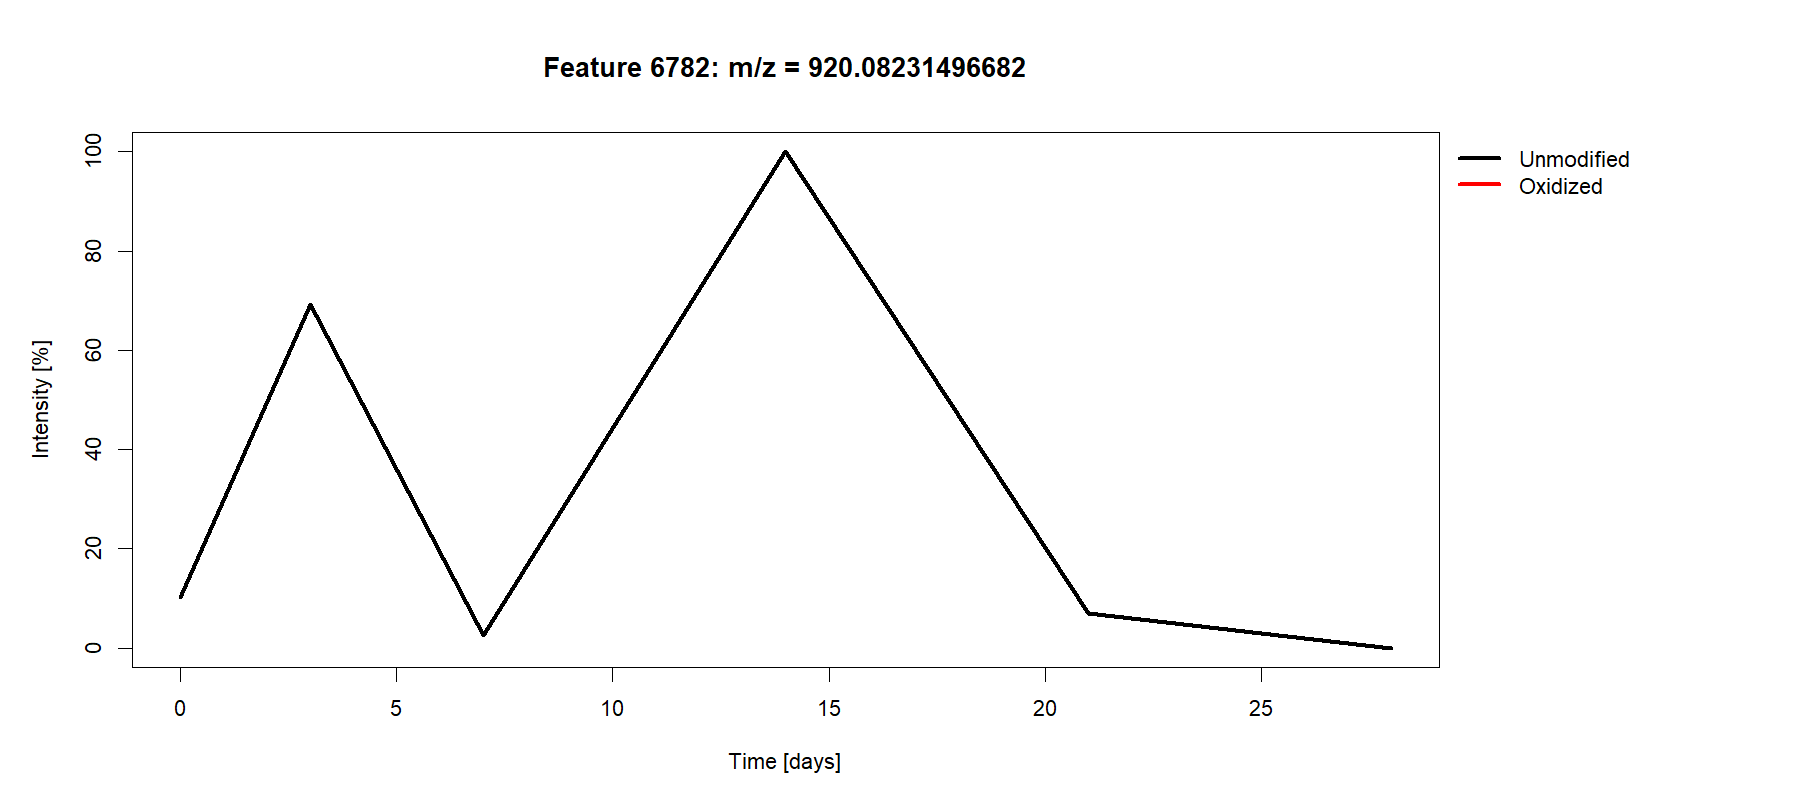 Feature 6782: m/z = 920.08231496682
Unmodified
Oxidized
Intensity [%]
100
80
60
40
20
0
0 5 10 15 20 25
Time [days]